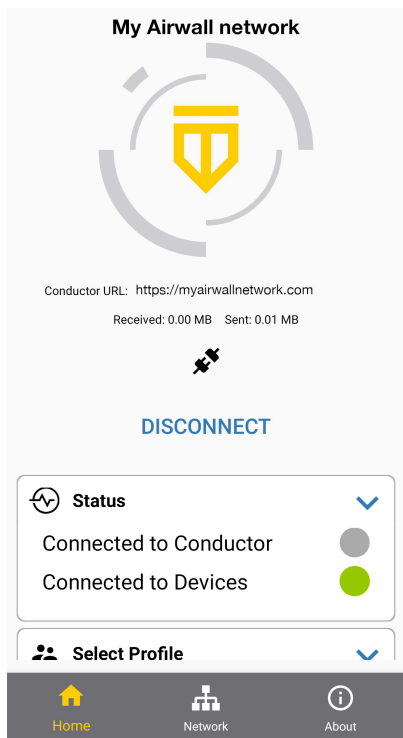 My Airwall network
Conductor URL: https://myairwallnetwork.com
Received: 0.00 MB Sent: 0.01 MB
DISCONNECT
Status
Connected to Conductor
Connected to Devices
Select Profile
Home Network About